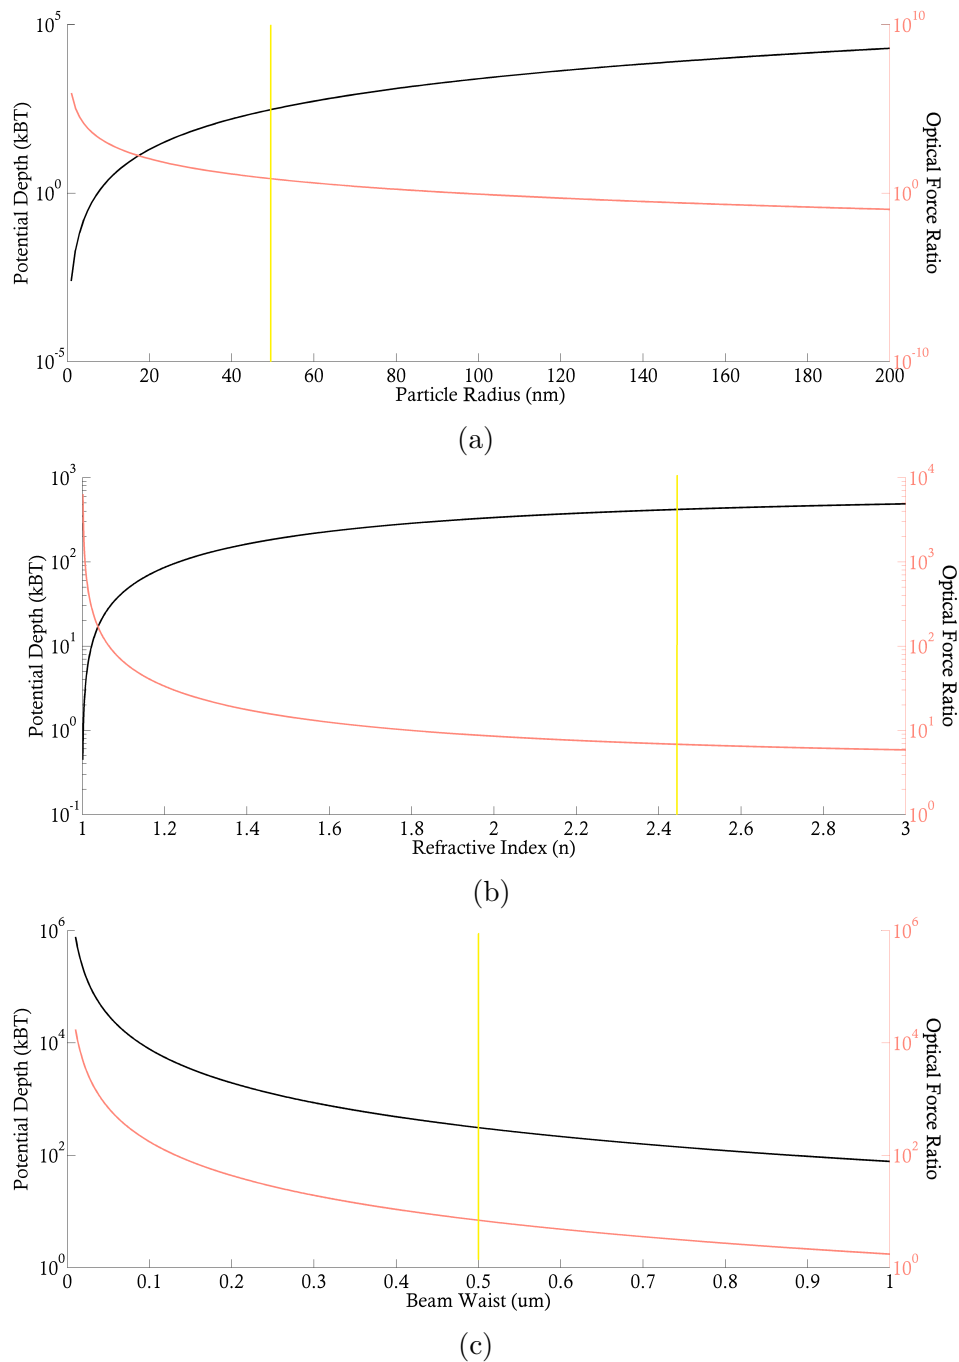 10^5
10^10
10^0
10^0
10^-5
10^-10
Potential Depth (kBT)
Optical Force Ratio
0 20 40 60 80 100 120 140 160 180 200
Particle Radius (nm)
(a)
10^3
10^2
10^1
10^0
10^-1
10^4
10^3
10^2
10^1
10^0
Potential Depth (kBT)
Optical Force Ratio
1 1.2 1.4 1.6 1.8 2 2.2 2.4 2.6 2.8 3
Refractive Index (n)
(b)
10^6
10^4
10^2
10^0
10^6
10^4
10^2
10^0
Potential Depth (kBT)
Optical Force Ratio
0 0.1 0.2 0.3 0.4 0.5 0.6 0.7 0.8 0.9 1
Beam Waist (um)
(c)